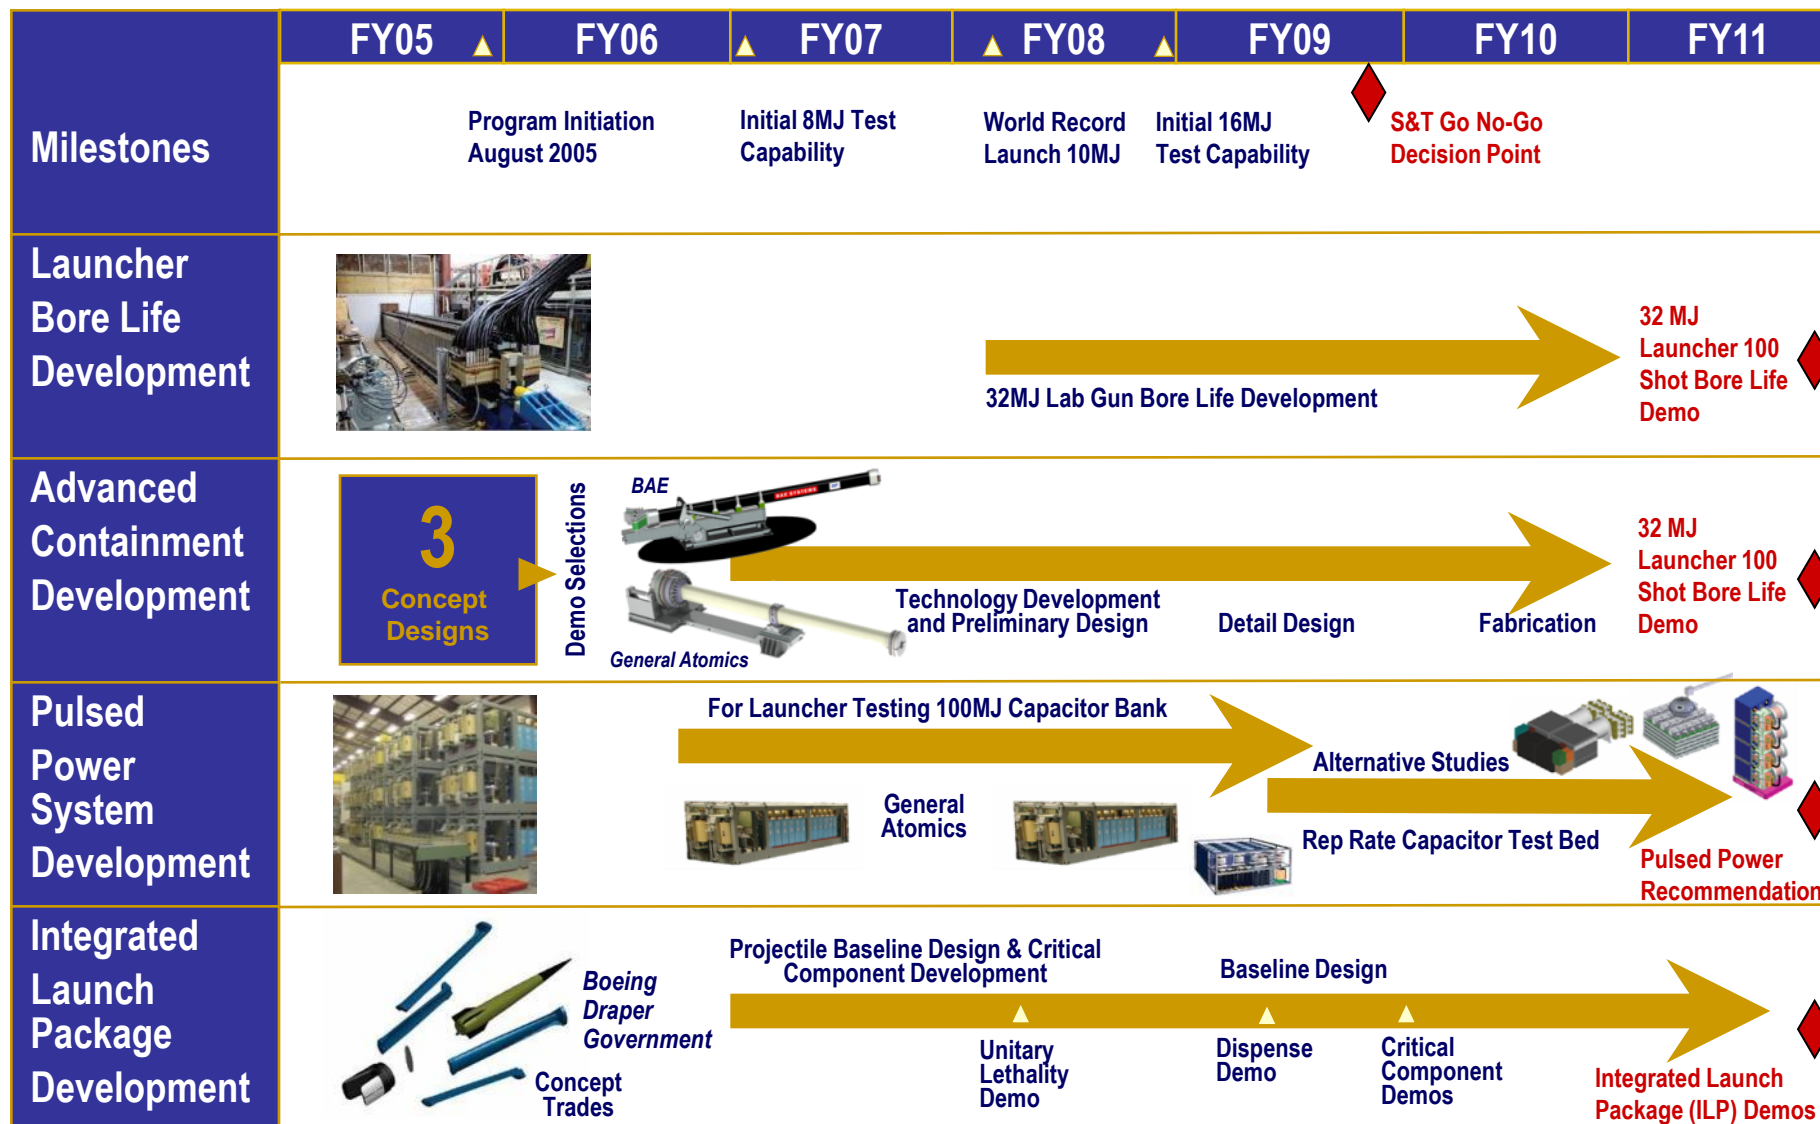 FY05
FY06
FY07
FY08
FY09
FY10
FY11
Milestones
Program Initiation
August 2005
Initial 8MJ Test
Capability
World Record
Launch 10MJ
Initial 16MJ
Test Capability
S&T Go No-Go
Decision Point
Launcher
Bore Life
Development
32MJ Lab Gun Bore Life Development
32 MJ
Launcher 100
Shot Bore Life
Demo
Advanced
Containment
Development
3
Concept
Designs
Demo Selections
BAE
BAE SYSTEMS
General Atomics
Technology Development
and Preliminary Design
Detail Design
Fabrication
32 MJ
Launcher 100
Shot Bore Life
Demo
Pulsed
Power
System
Development
For Launcher Testing 100MJ Capacitor Bank
General
Atomics
Alternative Studies
Rep Rate Capacitor Test Bed
Pulsed Power
Recommendation
Integrated
Launch
Package
Development
Boeing
Draper
Government
Concept
Trades
Projectile Baseline Design & Critical
Component Development
Baseline Design
Unitary
Lethality
Demo
Dispense
Demo
Critical
Component
Demos
Integrated Launch
Package (ILP) Demos